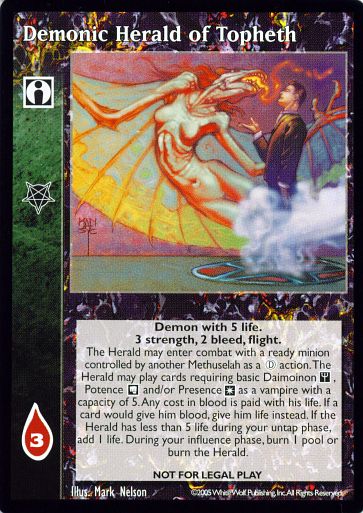 Demonic Herald of Topheth
Demon with 5 life.
3 strength, 2 bleed, flight.
The Herald may enter combat with a ready minion
controlled by another Methuselah as a Ⓓ action. The
Herald may play cards requiring basic Daimoinon ,
Potence and/or Presence as a vampire with a
capacity of 5. Any cost in blood is paid with his life. If a
card would give him blood, give him life instead. If the
Herald has less than 5 life during your untap phase,
add 1 life. During your influence phase, burn 1 pool or
burn the Herald.
3
NOT FOR LEGAL PLAY
Illus: Mark Nelson
©2005 White Wolf Publishing, Inc. All Rights Reserved.